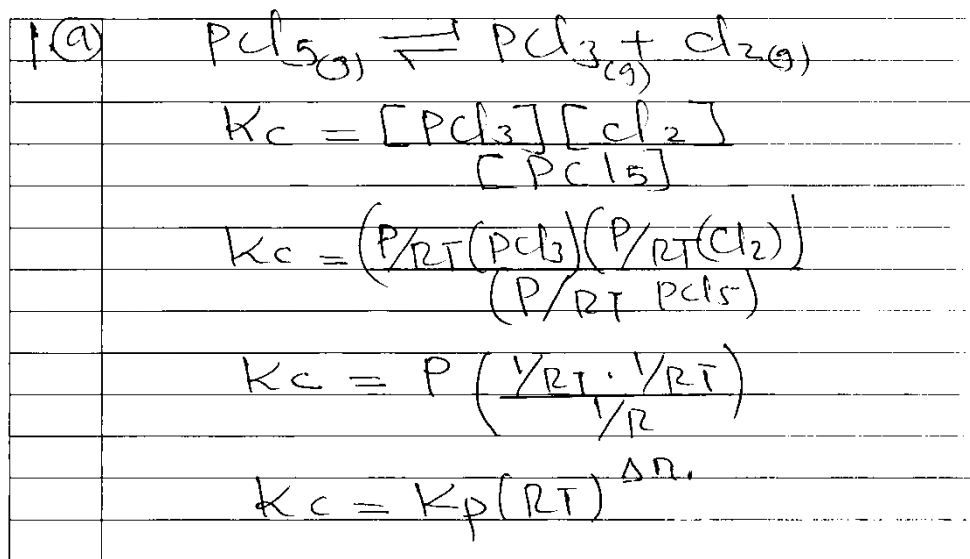 1.(a) PCl5(g) ⇌ PCl3(g) + Cl2(g)
Kc = [PCl3][Cl2]
[PCl5]
Kc = (P/RT(PCl3)(P/RT(Cl2)
(P/RT PCl5)
Kc = P (1/RT . 1/RT)
1/R
Kc = Kp(RT)^Δn.